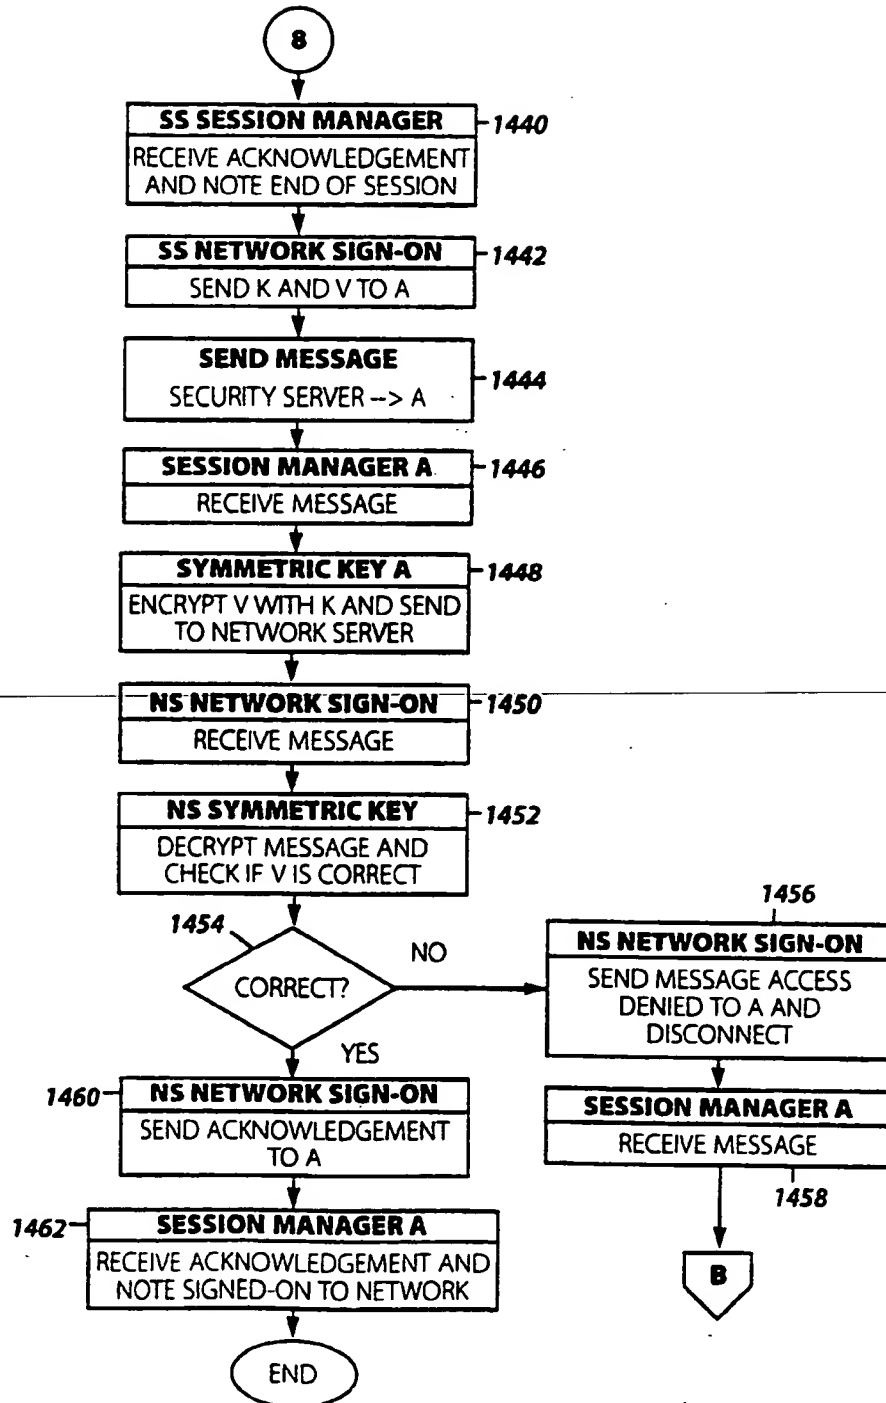 8
SS SESSION MANAGER
1440
RECEIVE ACKNOWLEDGEMENT
AND NOTE END OF SESSION
SS NETWORK SIGN-ON
1442
SEND K AND V TO A
SEND MESSAGE
1444
SECURITY SERVER --> A
SESSION MANAGER A
1446
RECEIVE MESSAGE
SYMMETRIC KEY A
1448
ENCRYPT V WITH K AND SEND
TO NETWORK SERVER
NS NETWORK SIGN-ON
1450
RECEIVE MESSAGE
NS SYMMETRIC KEY
1452
DECRYPT MESSAGE AND
CHECK IF V IS CORRECT
1454
CORRECT?
NO
YES
1456
NS NETWORK SIGN-ON
SEND MESSAGE ACCESS
DENIED TO A AND
DISCONNECT
SESSION MANAGER A
RECEIVE MESSAGE
1458
B
1460
NS NETWORK SIGN-ON
SEND ACKNOWLEDGEMENT
TO A
1462
SESSION MANAGER A
RECEIVE ACKNOWLEDGEMENT AND
NOTE SIGNED-ON TO NETWORK
END